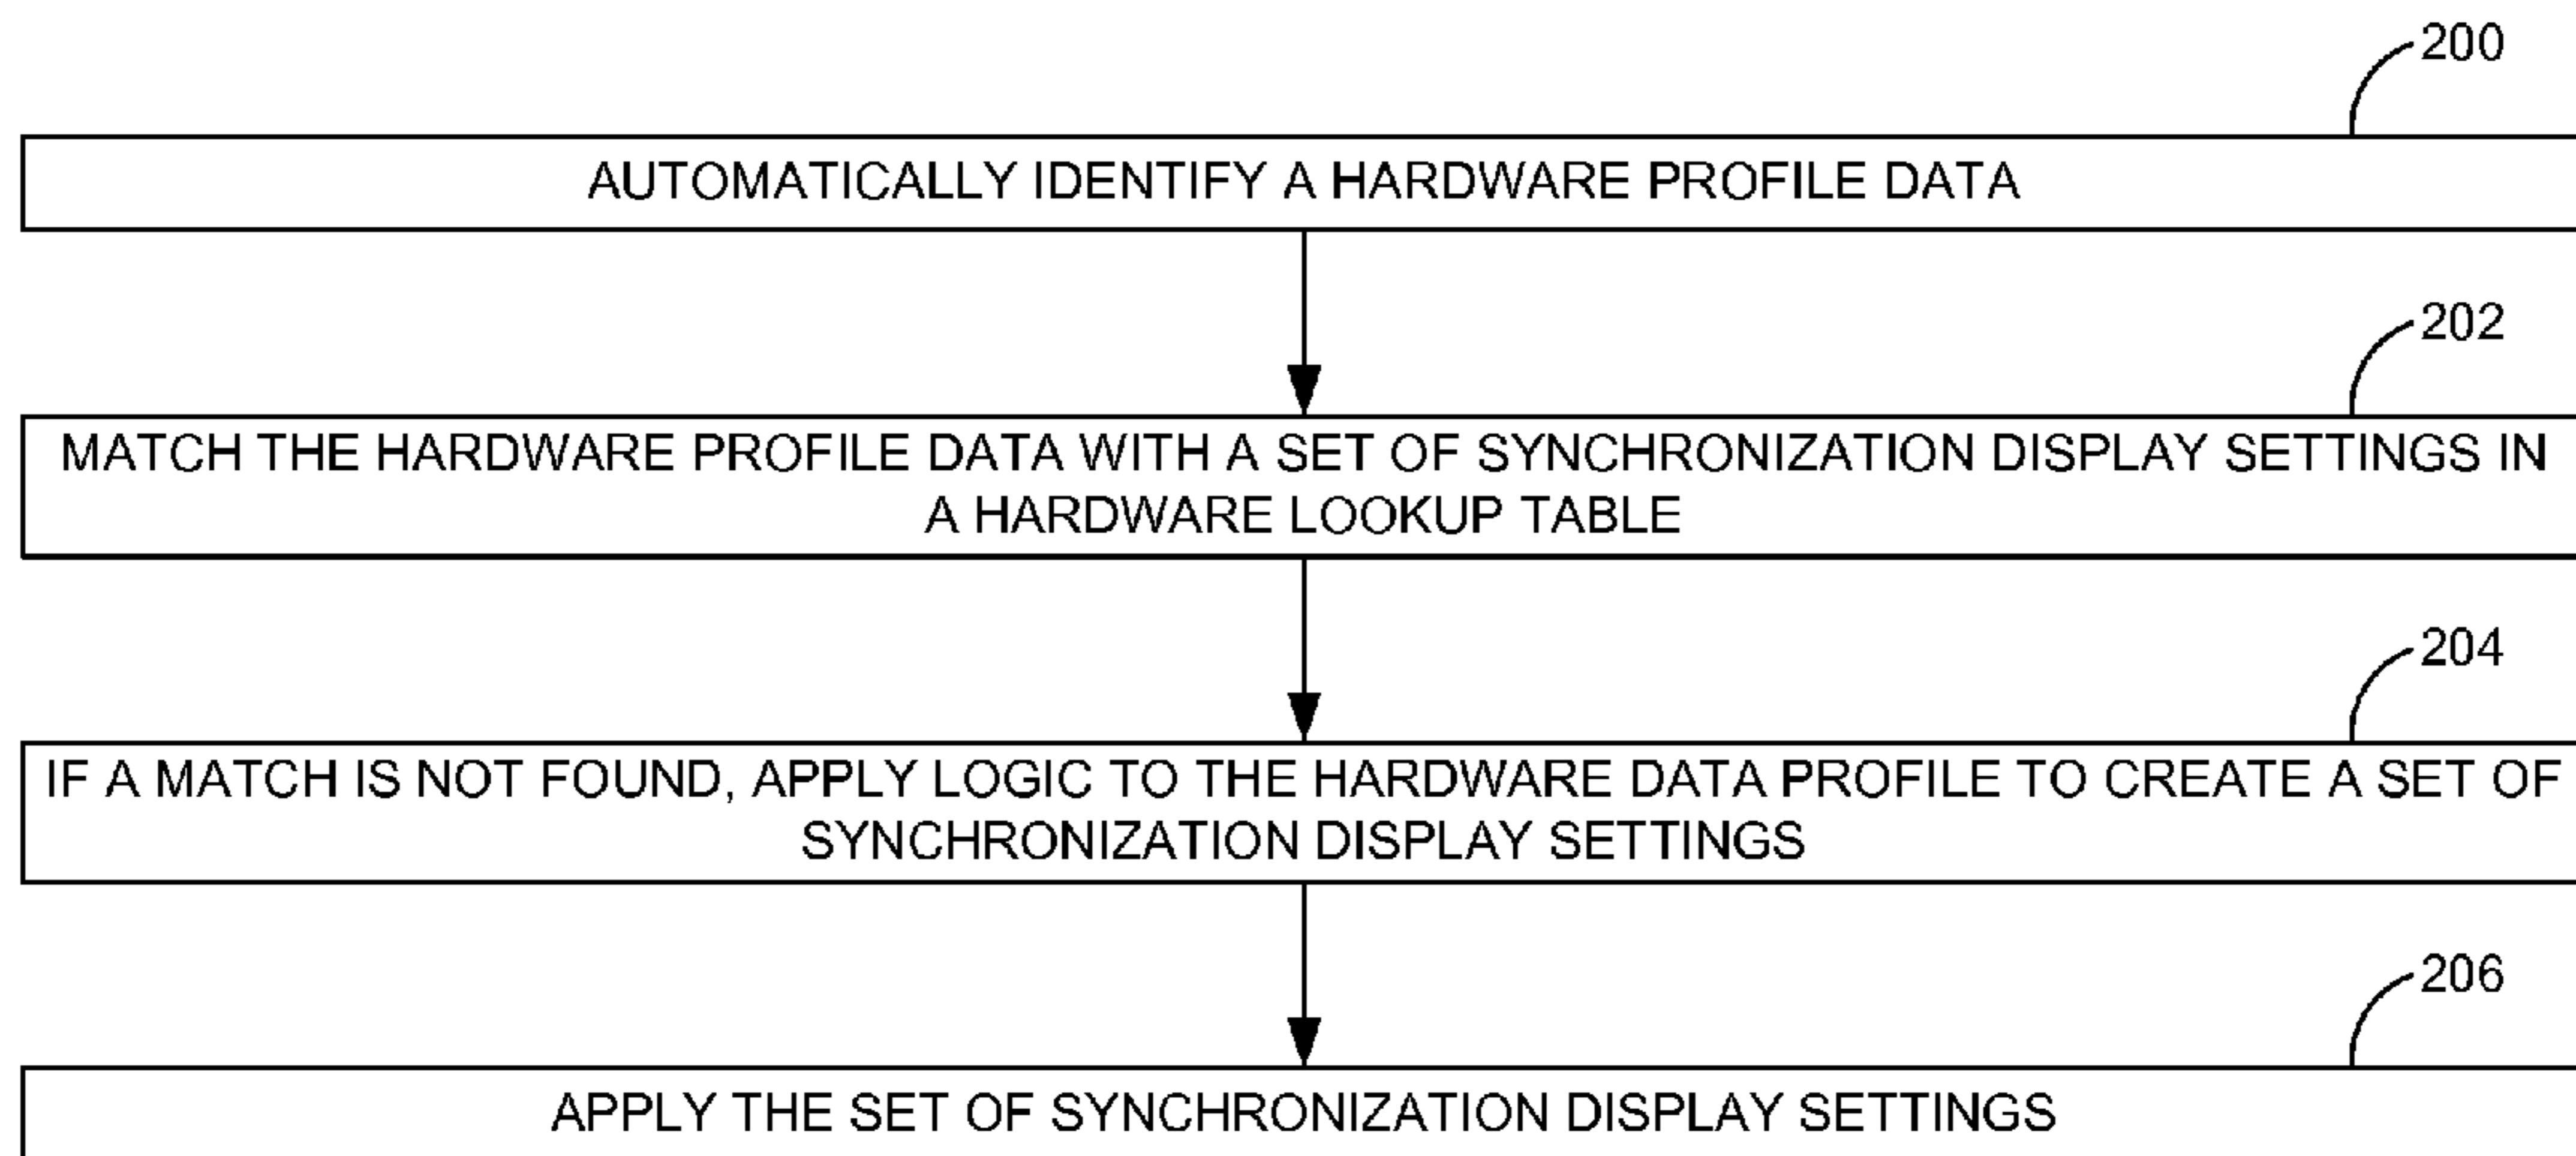 200
AUTOMATICALLY IDENTIFY A HARDWARE PROFILE DATA
202
MATCH THE HARDWARE PROFILE DATA WITH A SET OF SYNCHRONIZATION DISPLAY SETTINGS IN
A HARDWARE LOOKUP TABLE
204
IF A MATCH IS NOT FOUND, APPLY LOGIC TO THE HARDWARE DATA PROFILE TO CREATE A SET OF
SYNCHRONIZATION DISPLAY SETTINGS
206
APPLY THE SET OF SYNCHRONIZATION DISPLAY SETTINGS